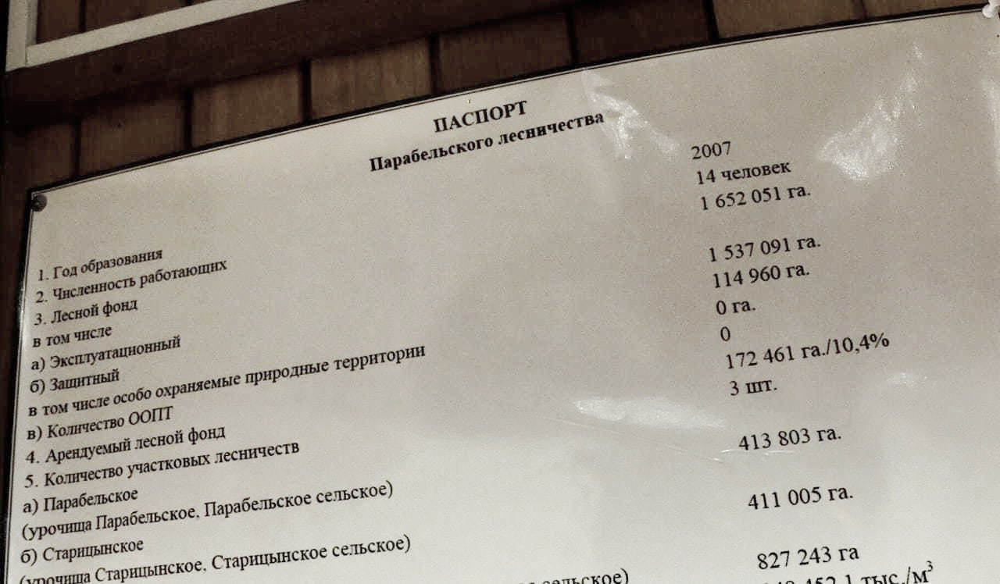 ПАСПОРТ
Парабельского лесничества
1. Год образования 2007
2. Численность работающих 14 человек
3. Лесной фонд 1 652 051 га.
в том числе
а) Эксплуатационный 1 537 091 га.
б) Защитный 114 960 га.
в том числе особо охраняемые природные территории 0 га.
в) Количество ООПТ 0
4. Арендуемый лесной фонд 172 461 га./10,4%
5. Количество участковых лесничеств 3 шт.
а) Парабельское
(урочища Парабельское, Парабельское сельское) 413 803 га.
б) Старицынское
(урочища Старицынское, Старицынское сельское) 411 005 га.
827 243 га
сельское)
452,1 тыс./м³